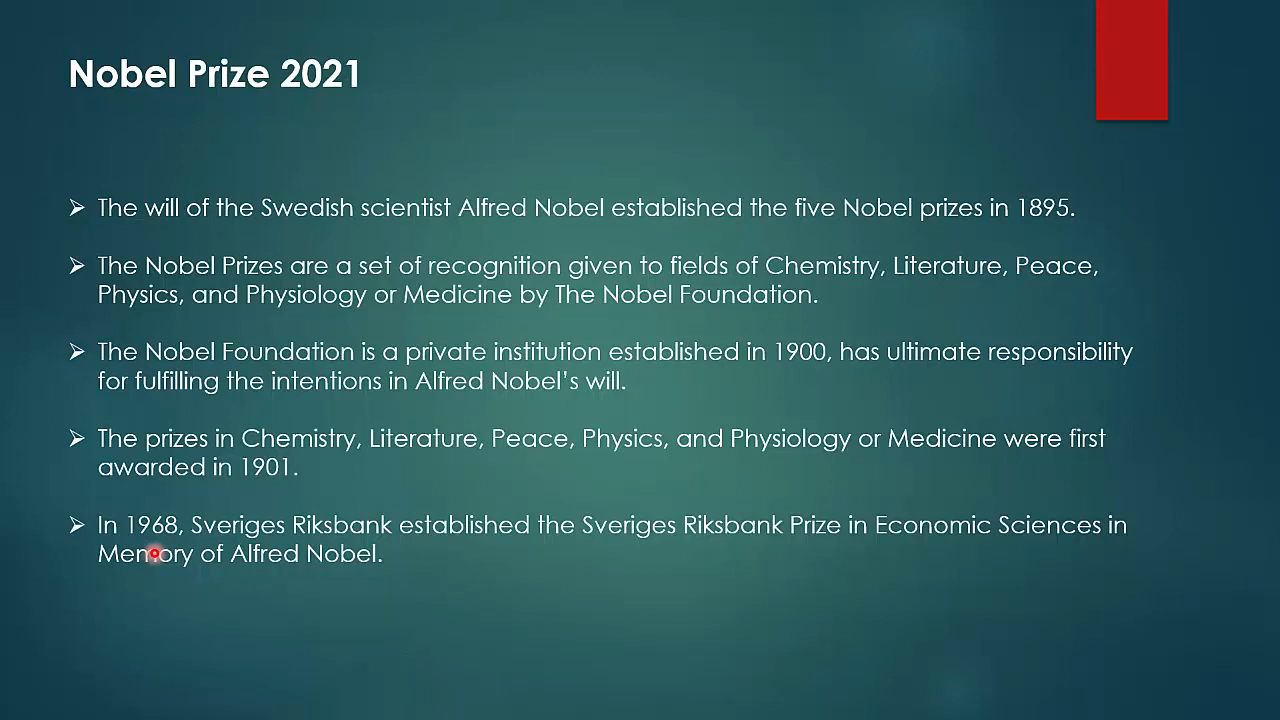 Nobel Prize 2021
The will of the Swedish scientist Alfred Nobel established the five Nobel prizes in 1895.
The Nobel Prizes are a set of recognition given to fields of Chemistry, Literature, Peace,
Physics, and Physiology or Medicine by The Nobel Foundation.
The Nobel Foundation is a private institution established in 1900, has ultimate responsibility
for fulfilling the intentions in Alfred Nobel’s will.
The prizes in Chemistry, Literature, Peace, Physics, and Physiology or Medicine were first
awarded in 1901.
In 1968, Sveriges Riksbank established the Sveriges Riksbank Prize in Economic Sciences in
Memory of Alfred Nobel.